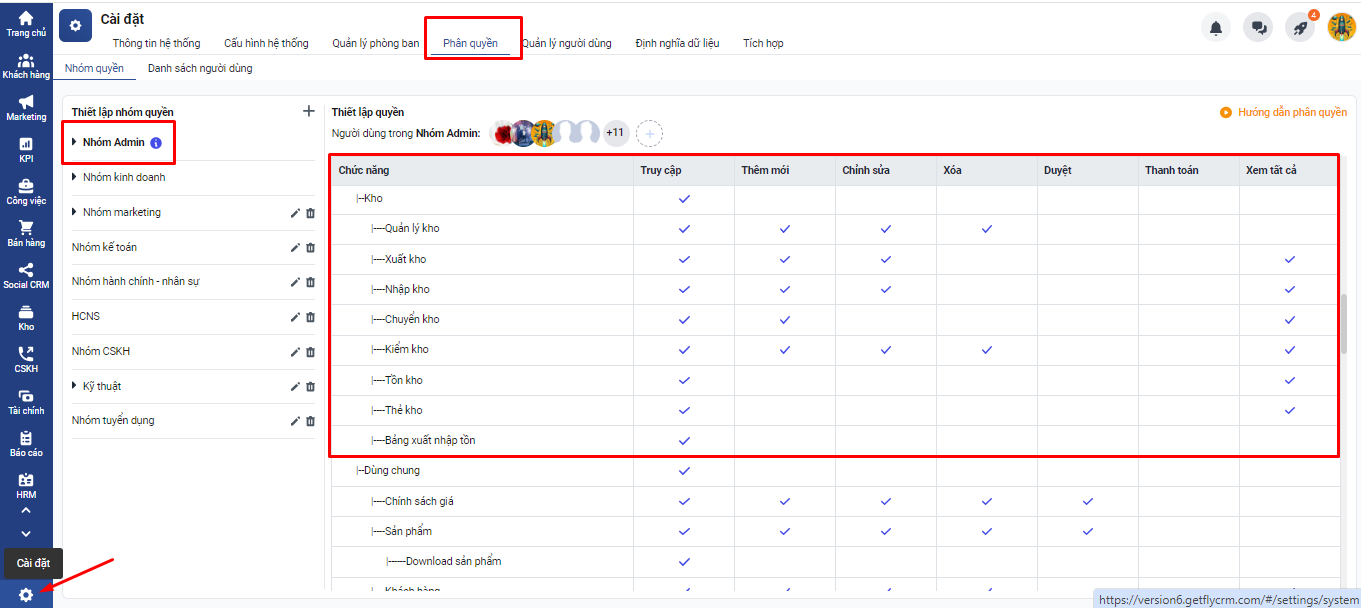 Trang chủ
Khách hàng
Marketing
KPI
Công việc
Bán hàng
Social CRM
Kho
CSKH
Tài chính
Báo cáo
HRM
Cài đặt
Cài đặt
Thông tin hệ thống Cấu hình hệ thống Quản lý phòng ban Phân quyền Quản lý người dùng Định nghĩa dữ liệu Tích hợp
4
Nhóm quyền Danh sách người dùng
Thiết lập nhóm quyền
Nhóm Admin
Nhóm kinh doanh
Nhóm marketing
Nhóm kế toán
Nhóm hành chính - nhân sự
HCNS
Nhóm CSKH
Kỹ thuật
Nhóm tuyển dụng
Thiết lập quyền
Hướng dẫn phân quyền
Người dùng trong Nhóm Admin: +11
Chức năng Truy cập Thêm mới Chỉnh sửa Xóa Duyệt Thanh toán Xem tất cả
|--Kho
|----Quản lý kho
|----Xuất kho
|----Nhập kho
|----Chuyển kho
|----Kiểm kho
|----Tồn kho
|----Thẻ kho
|----Bảng xuất nhập tồn
|--Dùng chung
|----Chính sách giá
|----Sản phẩm
|------Download sản phẩm
|----Khách hàng
https://version6.getflycrm.com/#/settings/system